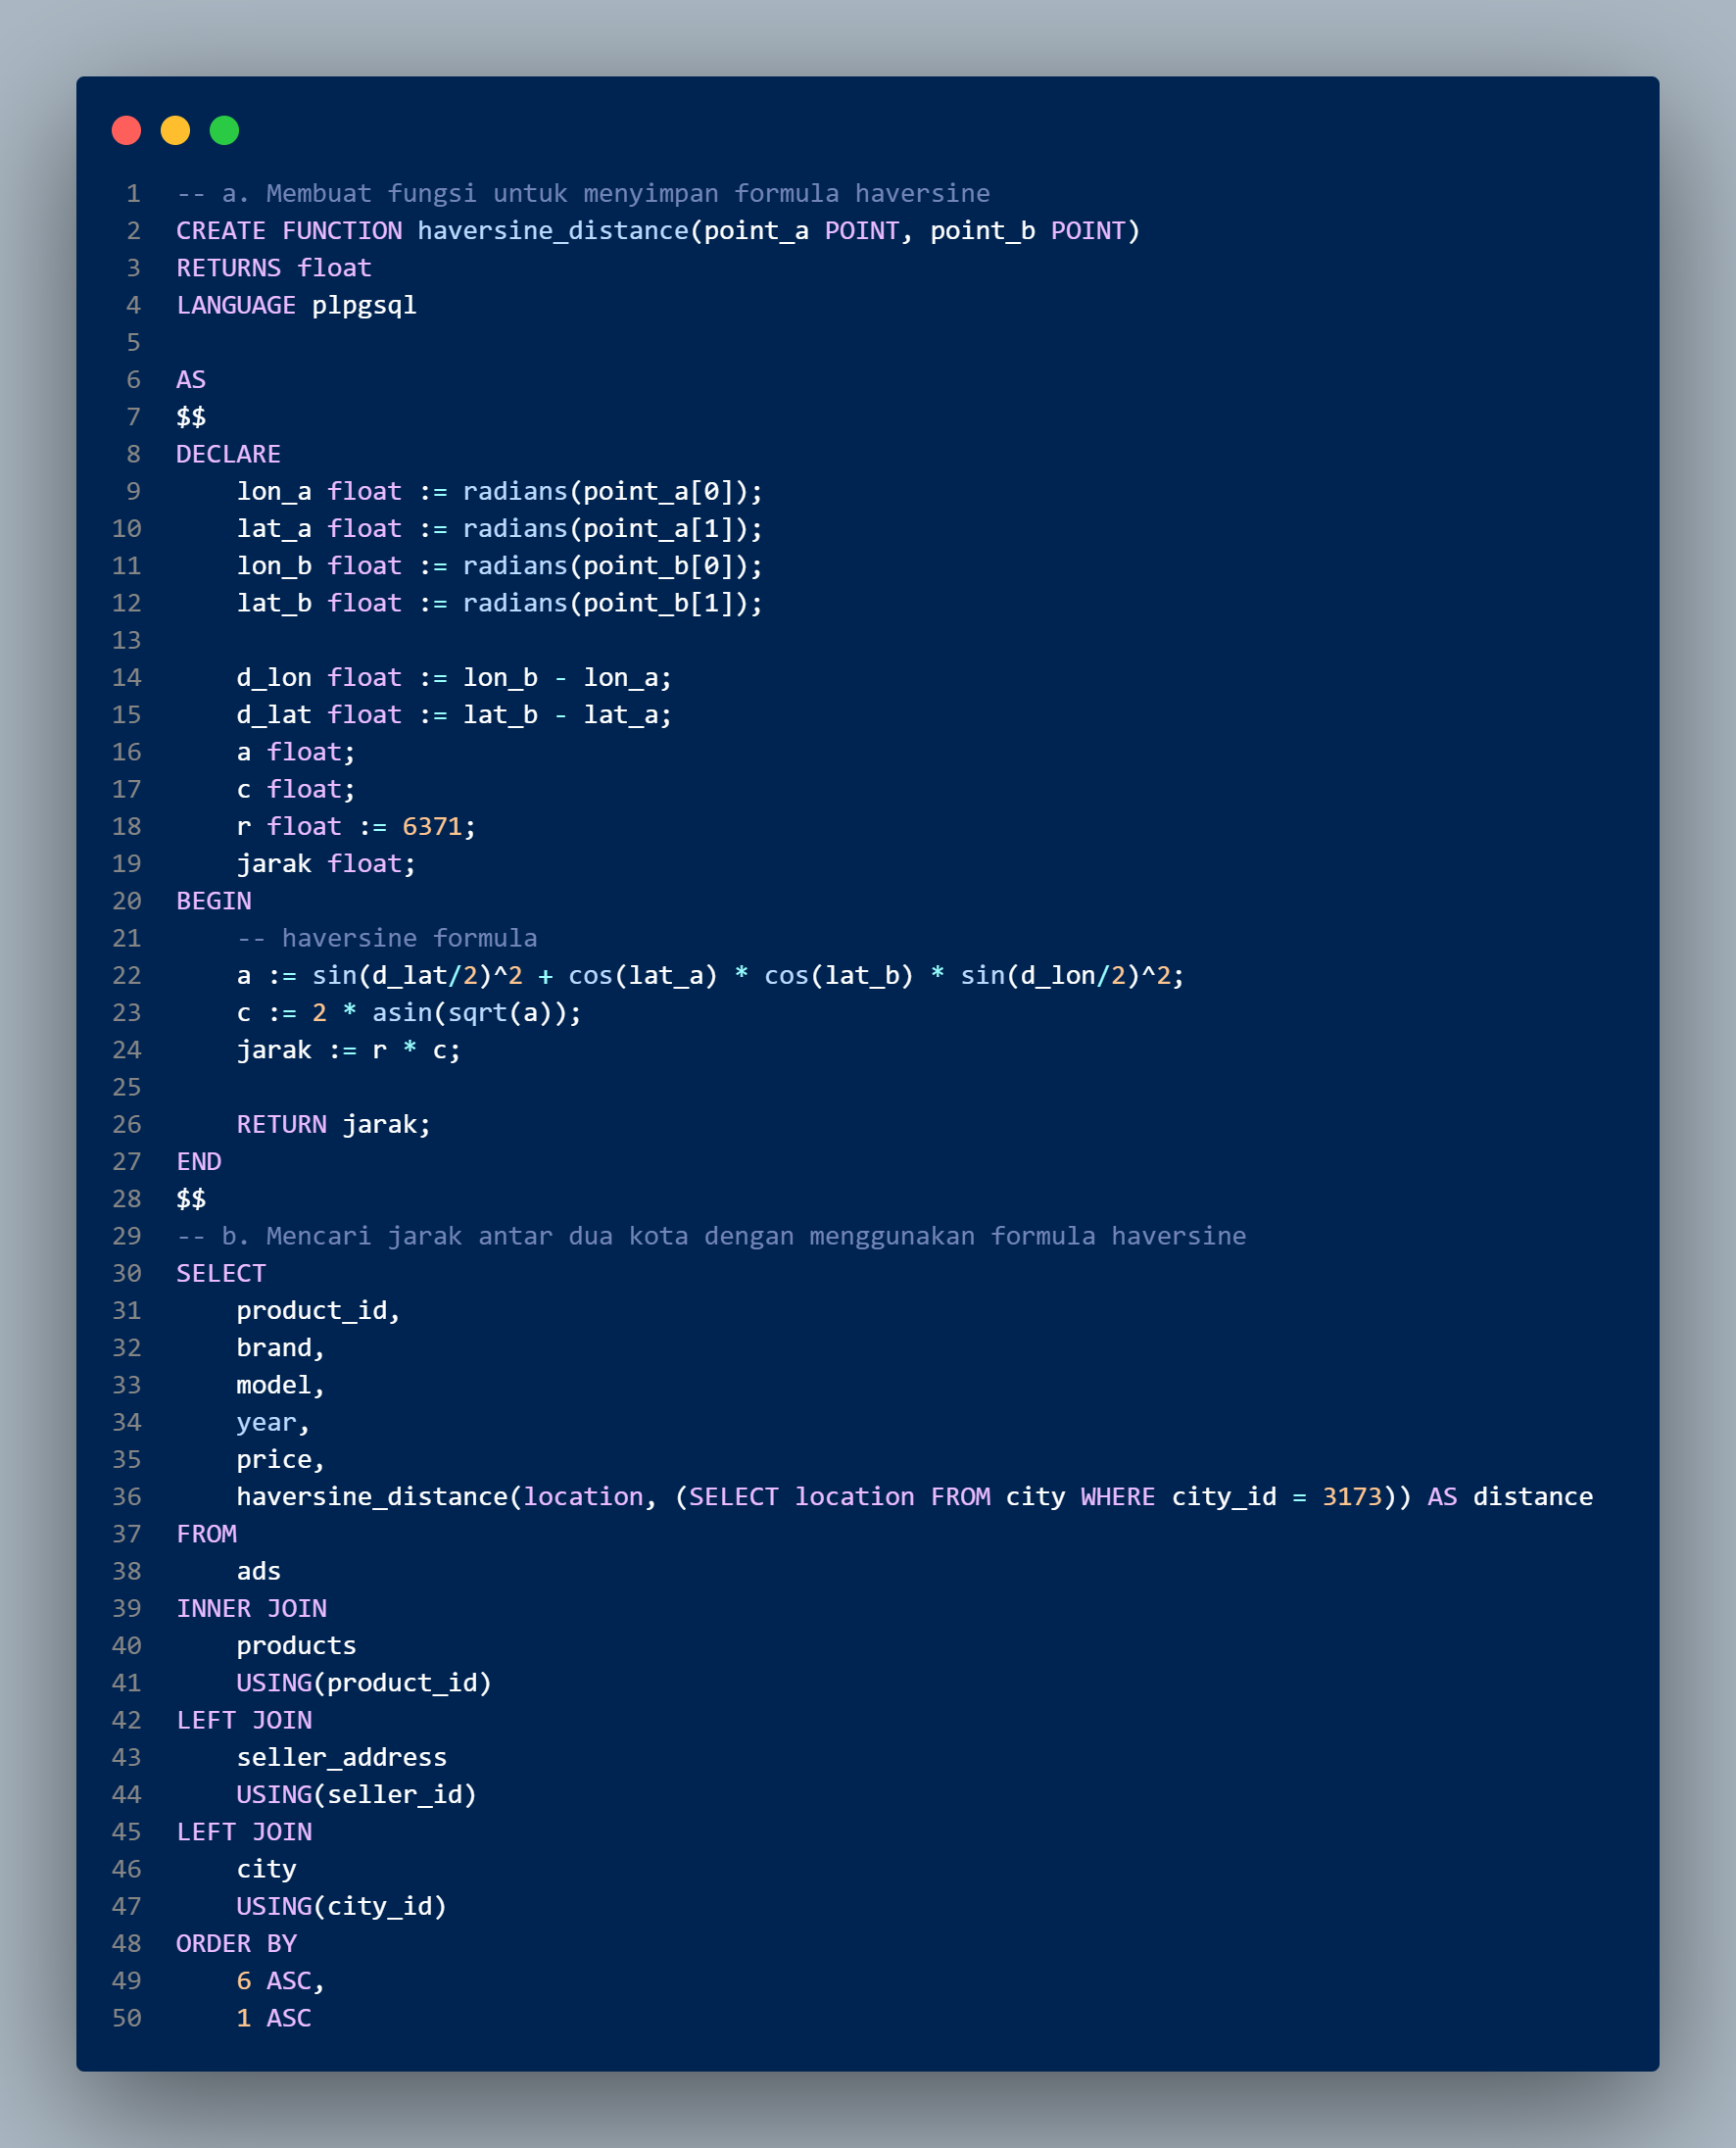 1 -- a. Membuat fungsi untuk menyimpan formula haversine
2 CREATE FUNCTION haversine_distance(point_a POINT, point_b POINT)
3 RETURNS float
4 LANGUAGE plpgsql
5
6 AS
7 $$
8 DECLARE
9     lon_a float := radians(point_a[0]);
10     lat_a float := radians(point_a[1]);
11     lon_b float := radians(point_b[0]);
12     lat_b float := radians(point_b[1]);
13
14     d_lon float := lon_b - lon_a;
15     d_lat float := lat_b - lat_a;
16     a float;
17     c float;
18     r float := 6371;
19     jarak float;
20 BEGIN
21     -- haversine formula
22     a := sin(d_lat/2)^2 + cos(lat_a) * cos(lat_b) * sin(d_lon/2)^2;
23     c := 2 * asin(sqrt(a));
24     jarak := r * c;
25
26     RETURN jarak;
27 END
28 $$
29 -- b. Mencari jarak antar dua kota dengan menggunakan formula haversine
30 SELECT
31     product_id,
32     brand,
33     model,
34     year,
35     price,
36     haversine_distance(location, (SELECT location FROM city WHERE city_id = 3173)) AS distance
37 FROM
38     ads
39 INNER JOIN
40     products
41     USING(product_id)
42 LEFT JOIN
43     seller_address
44     USING(seller_id)
45 LEFT JOIN
46     city
47     USING(city_id)
48 ORDER BY
49     6 ASC,
50     1 ASC